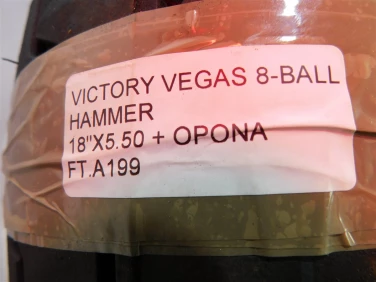 VICTORY VEGAS 8-BALL
HAMMER
18"X5.50 + OPONA
FT.A199